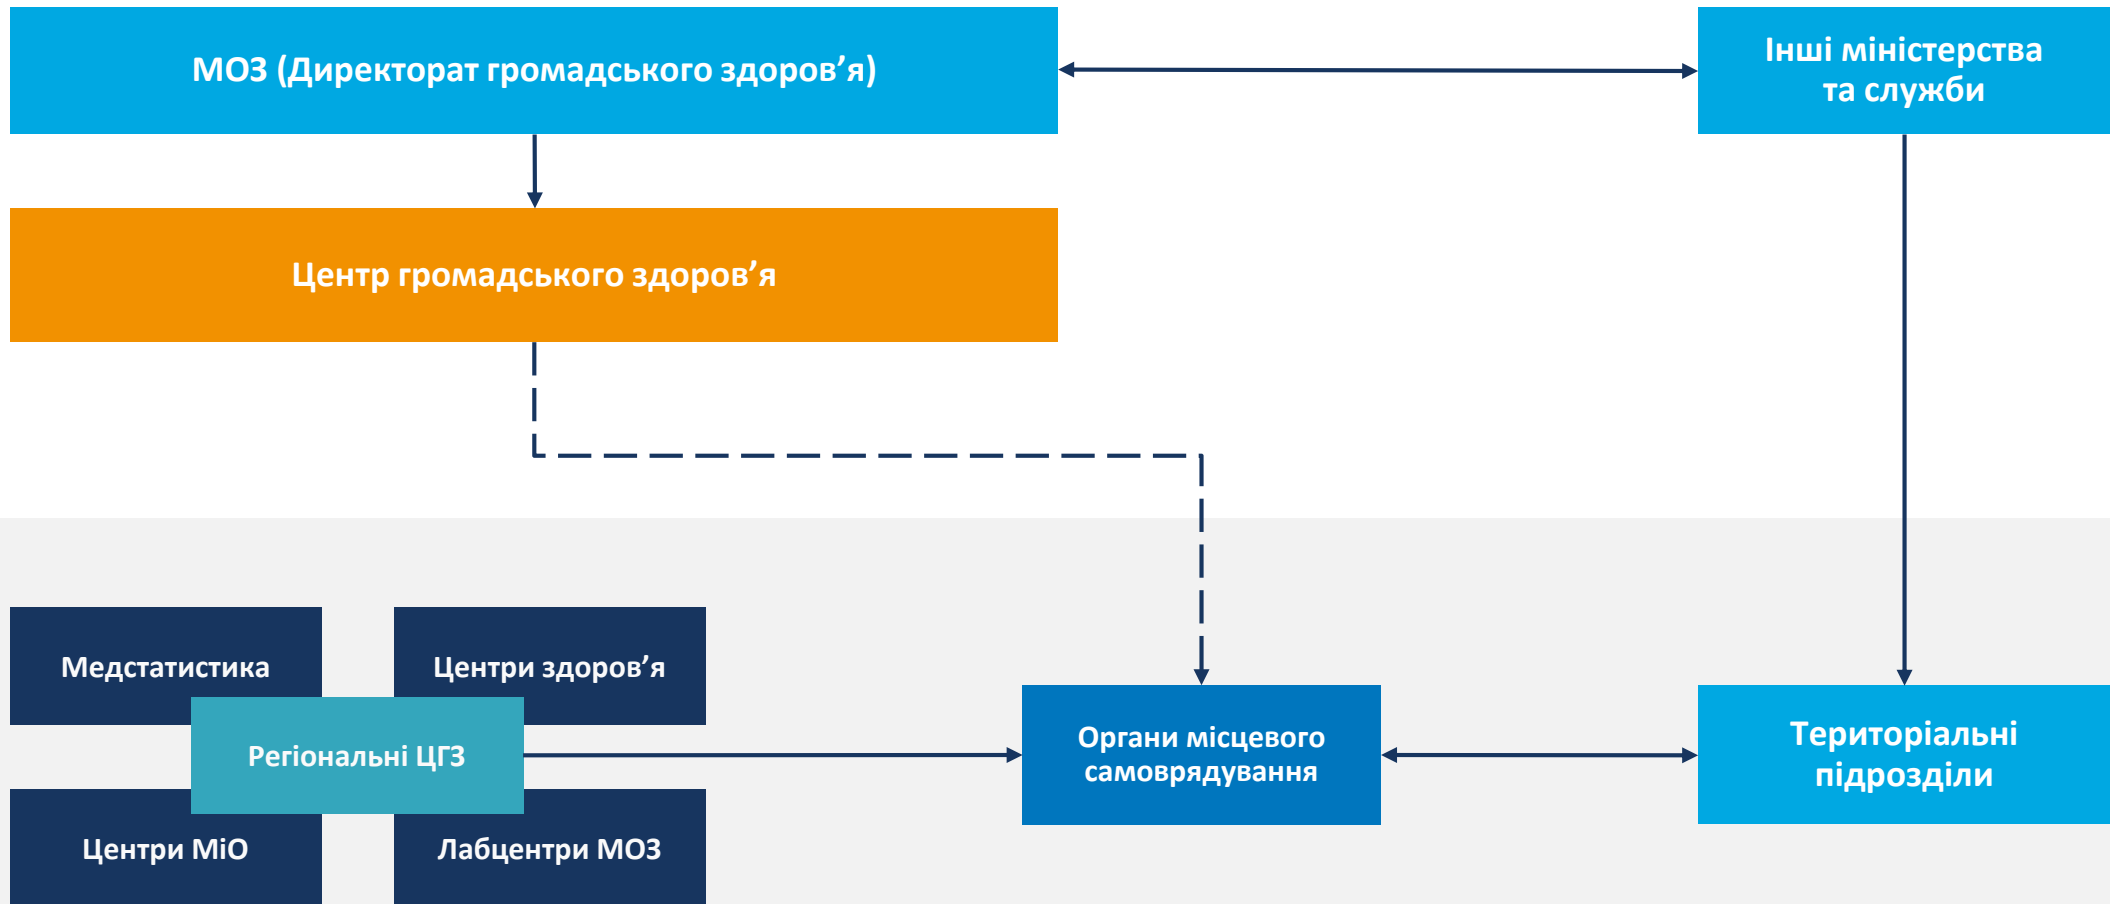 МОЗ (Директорат громадського здоров’я)
Інші міністерства
та служби
Центр громадського здоров’я
Медстатистика
Центри здоров’я
Регіональні ЦГЗ
Центри МіО
Лабцентри МОЗ
Органи місцевого
самоврядування
Територіальні
підрозділи